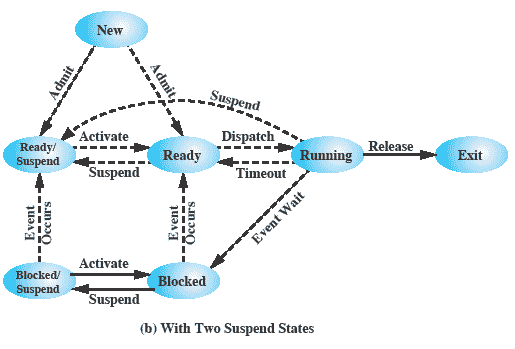 New
Admit
Admit
Suspend
Ready/
Suspend
Activate
Suspend
Ready
Dispatch
Timeout
Running
Release
Exit
Event
Occurs
Event
Occurs
Event Wait
Blocked/
Suspend
Activate
Suspend
Blocked
(b) With Two Suspend States